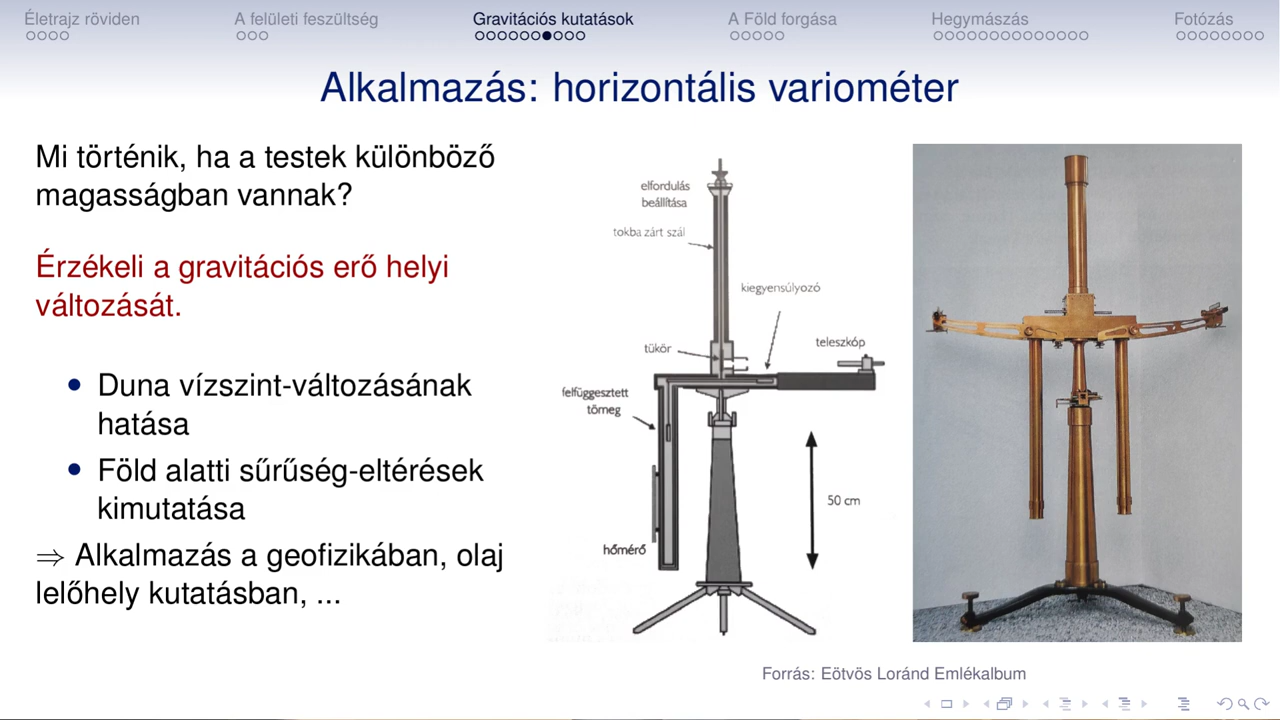 Életrajz röviden
A felületi feszültség
Gravitációs kutatások
A Föld forgása
Hegymászás
Fotózás
Alkalmazás: horizontális variométer
Mi történik, ha a testek különböző
magasságban vannak?
Érzékeli a gravitációs erő helyi
változását.
• Duna vízszint-változásának
hatása
• Föld alatti sűrűség-eltérések
kimutatása
⇒ Alkalmazás a geofizikában, olaj
lelőhely kutatásban, ...
elfordulás
beállítása
tokba zárt szál
kiegyensúlyozó
tükör
teleszkóp
felfüggesztett
tömeg
50 cm
hőmérő
Forrás: Eötvös Loránd Emlékalbum